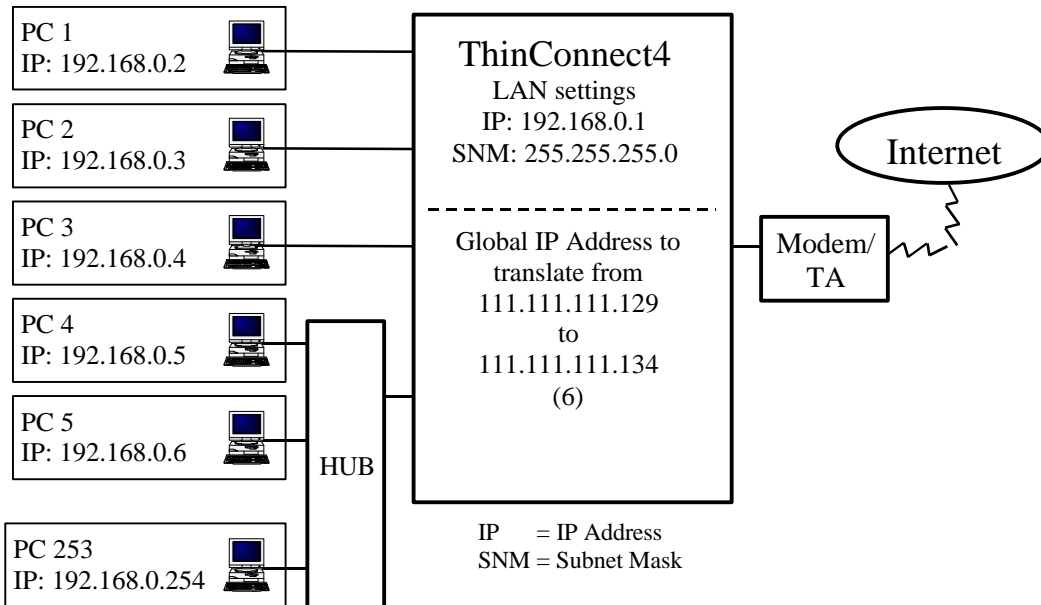 PC 1
IP: 192.168.0.2
PC 2
IP: 192.168.0.3
PC 3
IP: 192.168.0.4
PC 4
IP: 192.168.0.5
PC 5
IP: 192.168.0.6
PC 253
IP: 192.168.0.254
HUB
ThinConnect4
LAN settings
IP: 192.168.0.1
SNM: 255.255.255.0
Global IP Address to
translate from
111.111.111.129
to
111.111.111.134
(6)
Modem/
TA
Internet
IP = IP Address
SNM = Subnet Mask